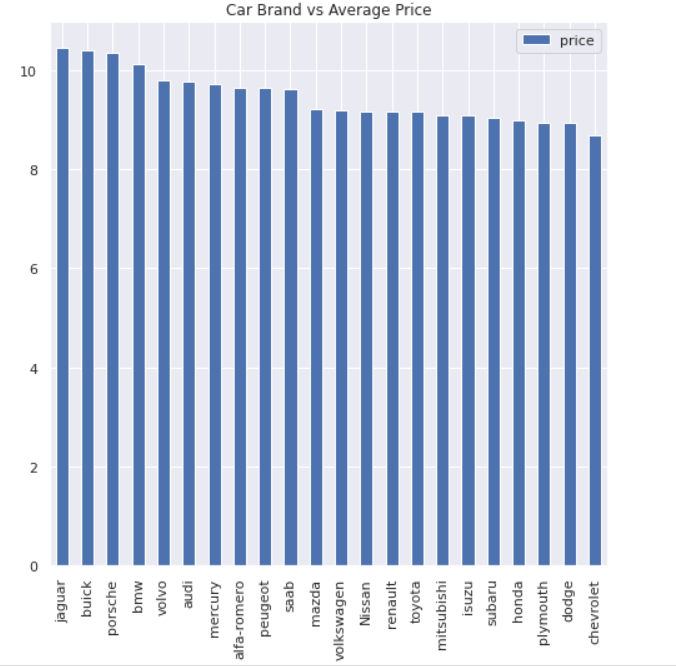 Car Brand vs Average Price
price
10
8
6
4
2
0
jaguar
buick
porsche
bmw
volvo
audi
mercury
alfa-romero
peugeot
saab
mazda
volkswagen
Nissan
renault
toyota
mitsubishi
isuzu
subaru
honda
plymouth
dodge
chevrolet